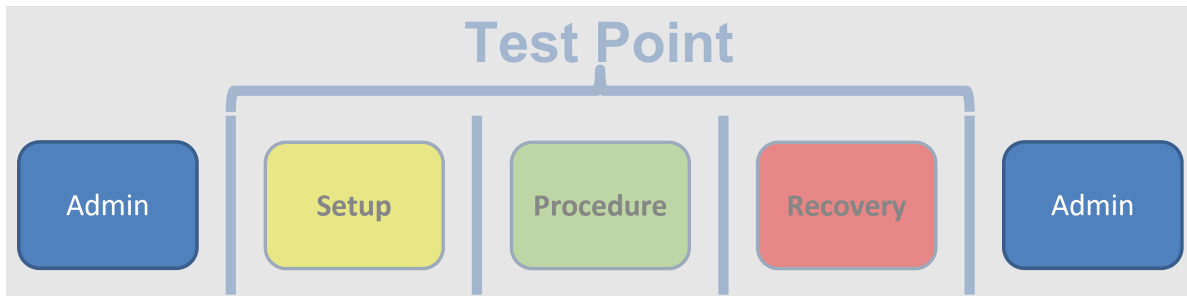 Test Point
Admin
Setup
Procedure
Recovery
Admin